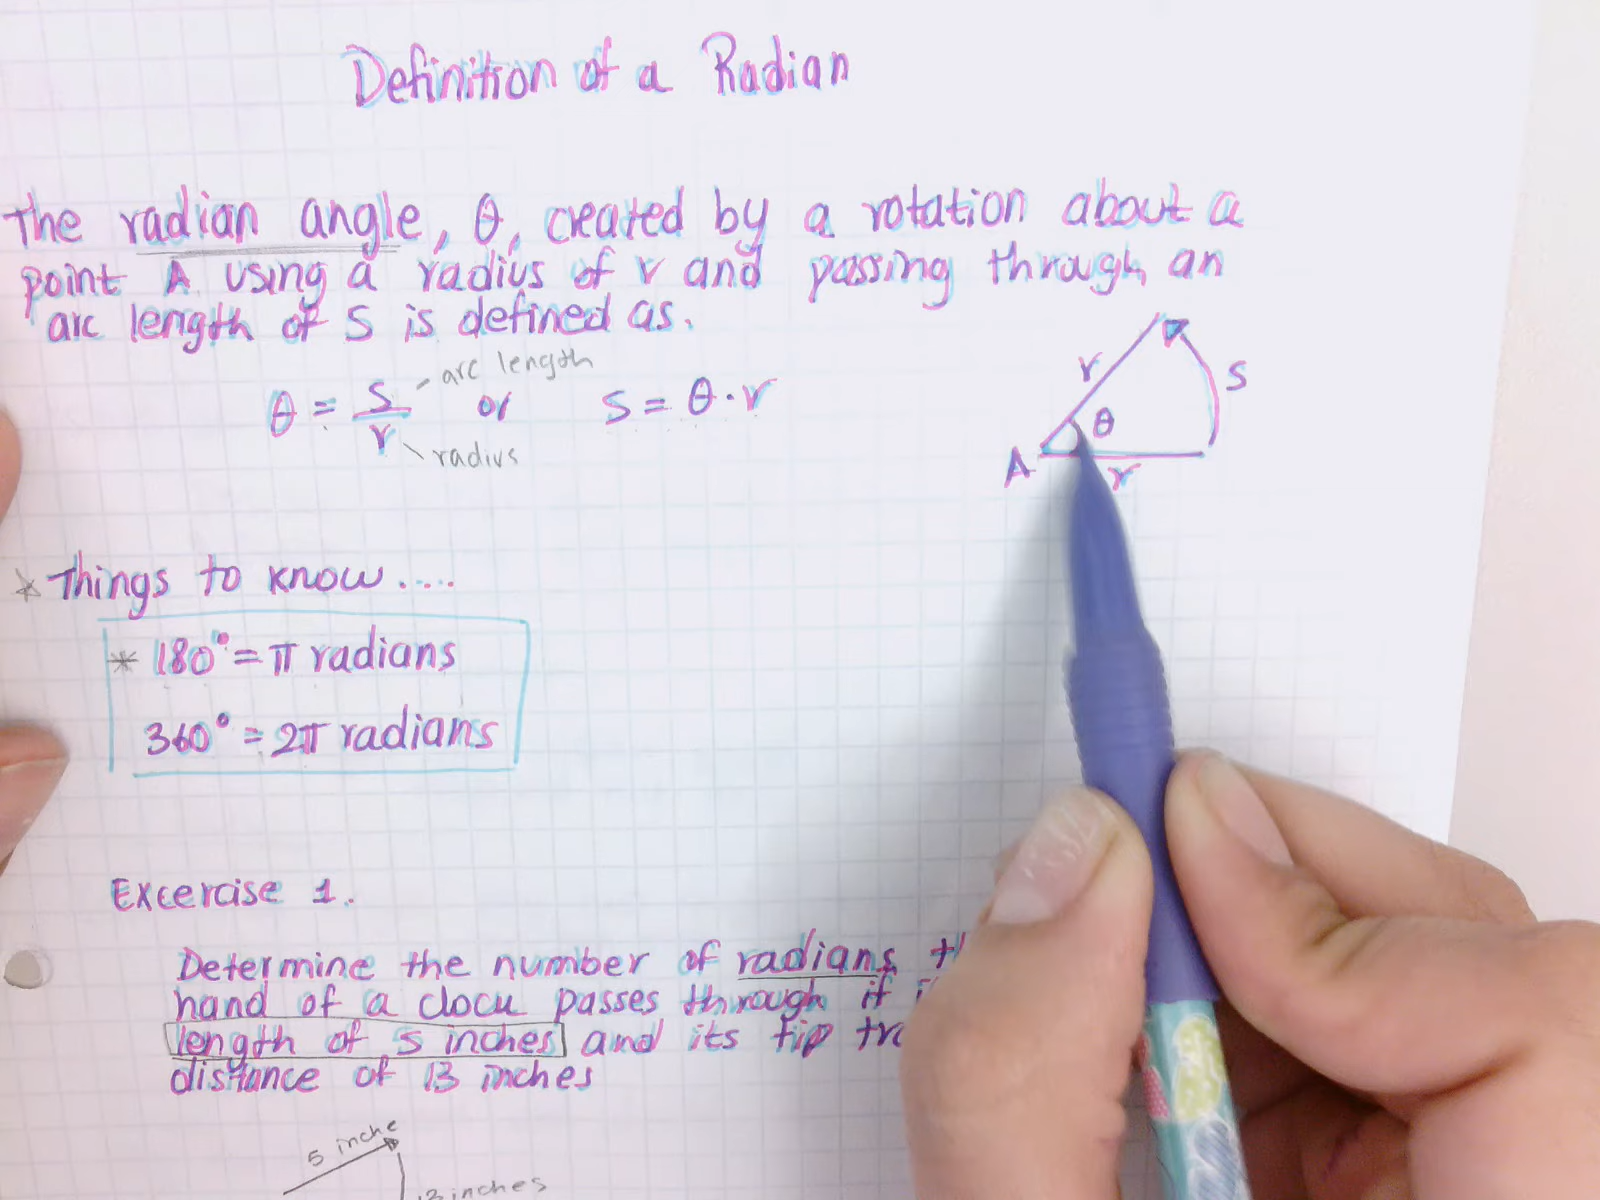 Definition of a Radian
The radian angle, θ, created by a rotation about a
point A using a radius of r and passing through an
arc length of S is defined as.
θ = s/r or s = θ · r
arc length
radius
r
S
θ
A
r
* Things to know....
* 180° = π radians
360° = 2π radians
Excercise 1.
Determine the number of radians
hand of a clock passes through if
length of 5 inches and its tip
distance of 13 inches
5 inche
inches